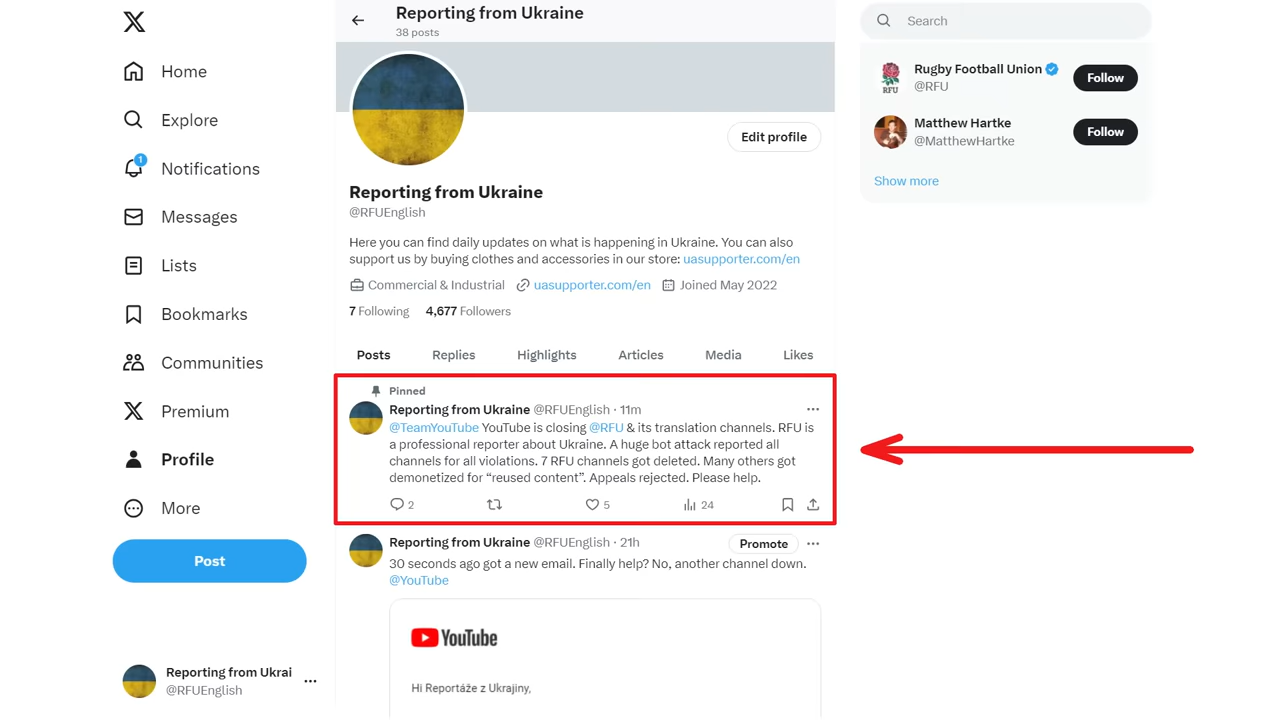 Reporting from Ukraine
38 posts
Home
Explore
1
Notifications
Messages
Lists
Bookmarks
Communities
Premium
Profile
More
Post
Reporting from Ukrai
@RFUEnglish
Edit profile
Reporting from Ukraine
@RFUEnglish
Here you can find daily updates on what is happening in Ukraine. You can also
support us by buying clothes and accessories in our store: uasupporter.com/en
Commercial & Industrial uasupporter.com/en Joined May 2022
7 Following 4,677 Followers
Posts Replies Highlights Articles Media Likes
Pinned
Reporting from Ukraine @RFUEnglish · 11m
@TeamYouTube YouTube is closing @RFU & its translation channels. RFU is
a professional reporter about Ukraine. A huge bot attack reported all
channels for all violations. 7 RFU channels got deleted. Many others got
demonetized for “reused content”. Appeals rejected. Please help.
2 5 24
Reporting from Ukraine @RFUEnglish · 21h
Promote
30 seconds ago got a new email. Finally help? No, another channel down.
@YouTube
YouTube
Hi Reportáže z Ukrajiny,
Search
Rugby Football Union
@RFU
RFU
Follow
Matthew Hartke
@MatthewHartke
Follow
Show more